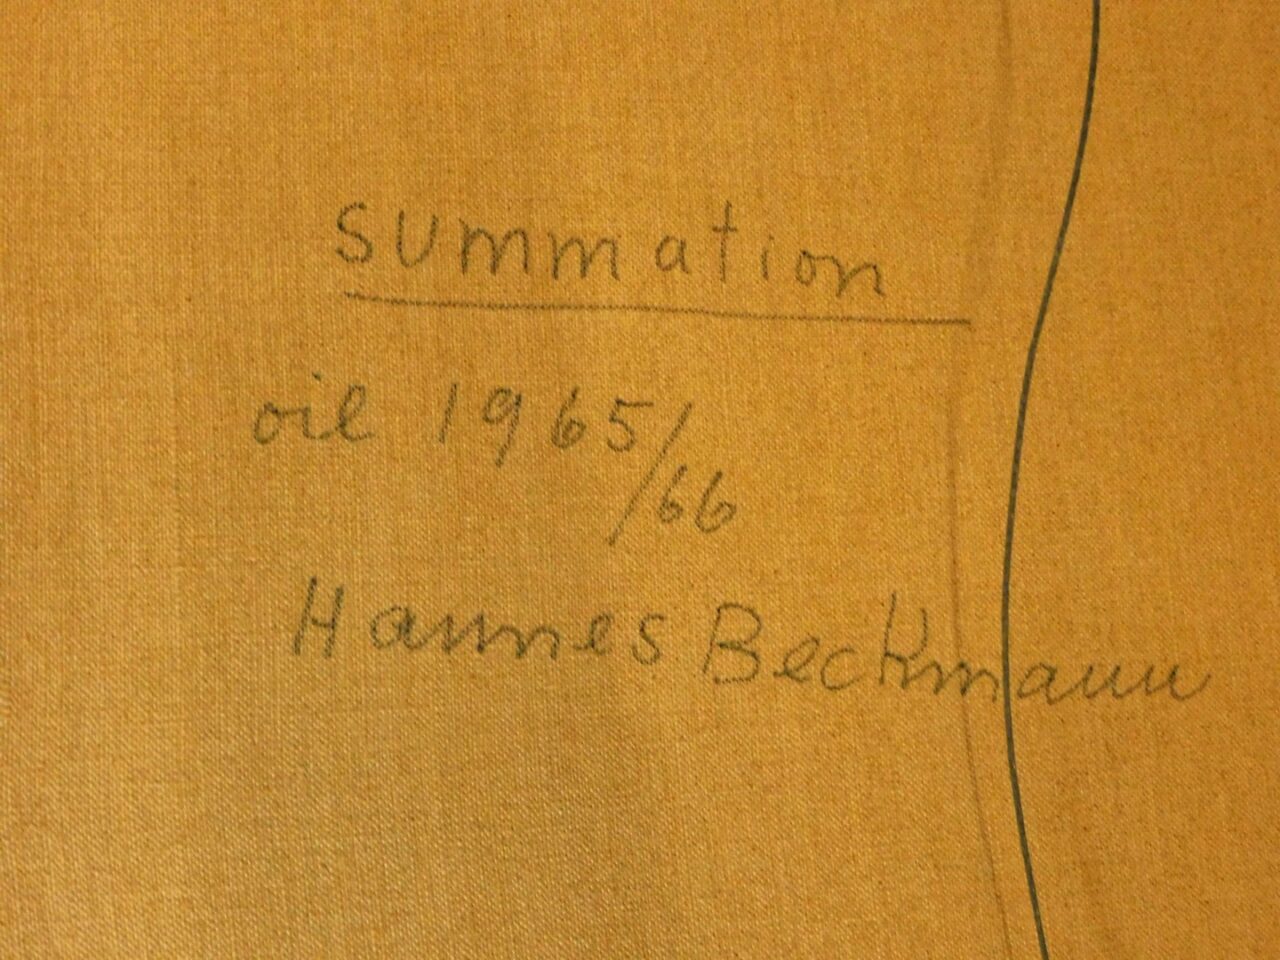 summation
oil 1965/66
Hannes Beckmann